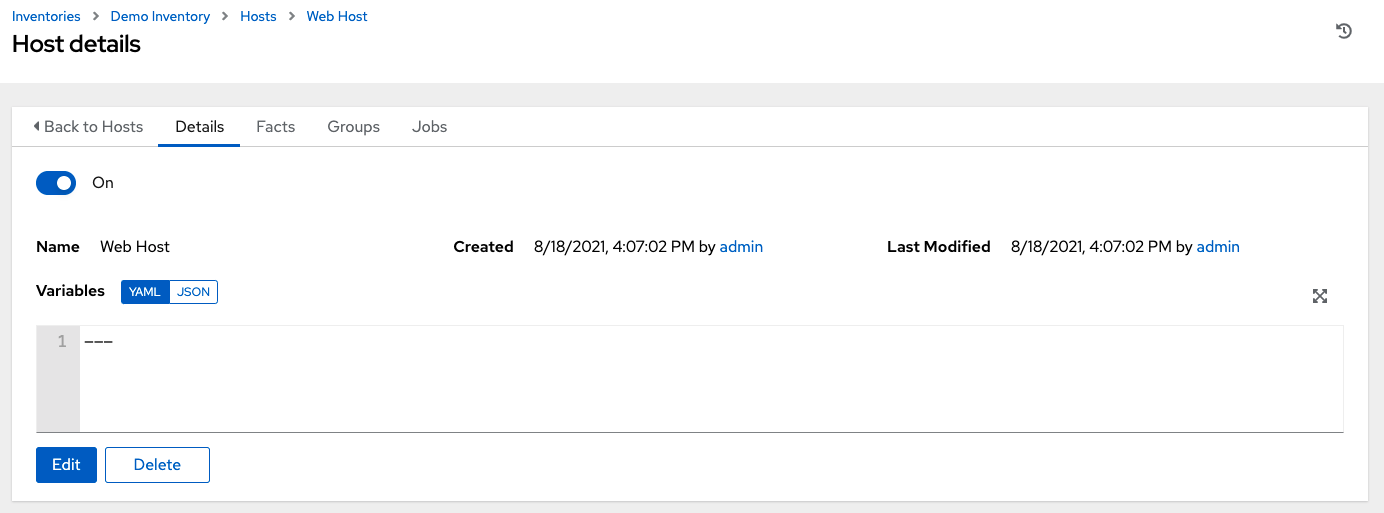 Inventories > Demo Inventory > Hosts > Web Host
Host details
Back to Hosts Details Facts Groups Jobs
On
Name Web Host Created 8/18/2021, 4:07:02 PM by admin Last Modified 8/18/2021, 4:07:02 PM by admin
Variables YAML JSON
1 ---
Edit Delete